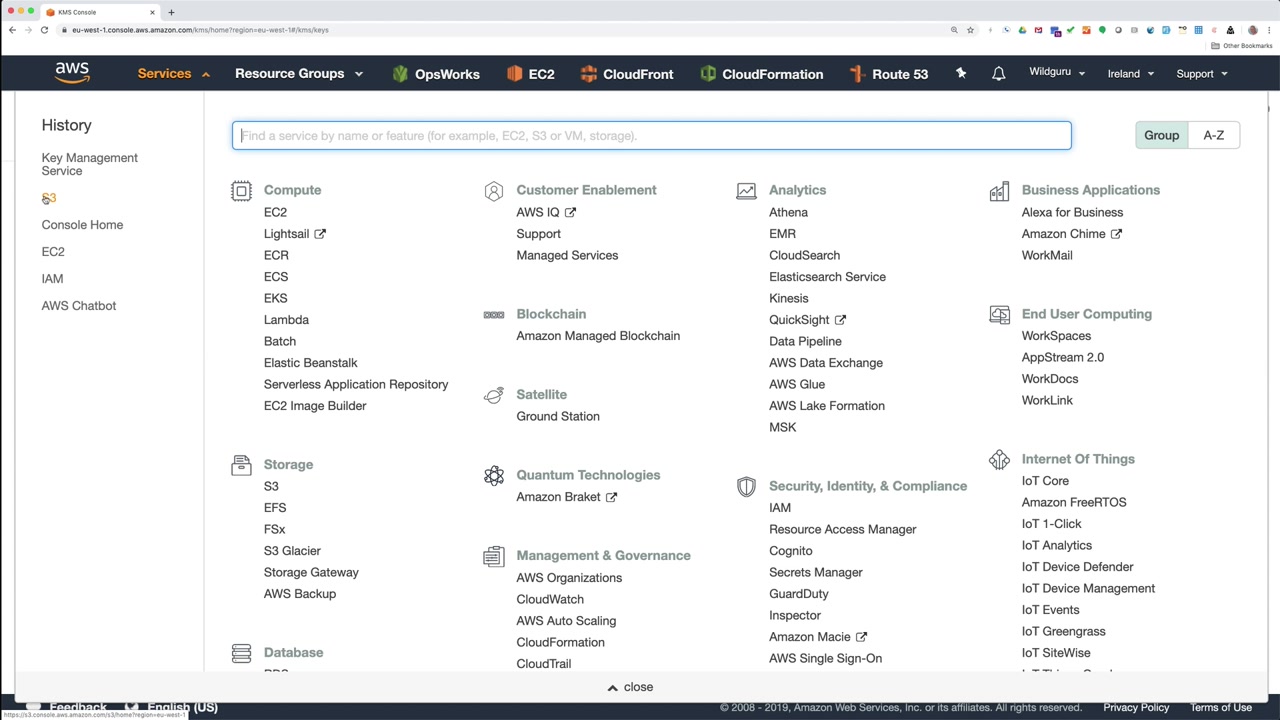 KMS Console
eu-west-1.console.aws.amazon.com/kms/home?region=eu-west-1#/kms/keys
Other Bookmarks
aws
Services
Resource Groups
OpsWorks
EC2
CloudFront
CloudFormation
Route 53
Wildguru
Ireland
Support
History
Key Management
Service
S3
Console Home
EC2
IAM
AWS Chatbot
Find a service by name or feature (for example, EC2, S3 or VM, storage).
Group
A-Z
Compute
EC2
Lightsail
ECR
ECS
EKS
Lambda
Batch
Elastic Beanstalk
Serverless Application Repository
EC2 Image Builder
Storage
S3
EFS
FSx
S3 Glacier
Storage Gateway
AWS Backup
Database
Customer Enablement
AWS IQ
Support
Managed Services
Blockchain
Amazon Managed Blockchain
Satellite
Ground Station
Quantum Technologies
Amazon Braket
Management & Governance
AWS Organizations
CloudWatch
AWS Auto Scaling
CloudFormation
CloudTrail
Analytics
Athena
EMR
CloudSearch
Elasticsearch Service
Kinesis
QuickSight
Data Pipeline
AWS Data Exchange
AWS Glue
AWS Lake Formation
MSK
Security, Identity, & Compliance
IAM
Resource Access Manager
Cognito
Secrets Manager
GuardDuty
Inspector
Amazon Macie
AWS Single Sign-On
Business Applications
Alexa for Business
Amazon Chime
WorkMail
End User Computing
WorkSpaces
AppStream 2.0
WorkDocs
WorkLink
Internet Of Things
IoT Core
Amazon FreeRTOS
IoT 1-Click
IoT Analytics
IoT Device Defender
IoT Device Management
IoT Events
IoT Greengrass
IoT SiteWise
close
Feedback
English (US)
© 2008 - 2019, Amazon Web Services, Inc. or its affiliates. All rights reserved.
Privacy Policy
Terms of Use
https://s3.console.aws.amazon.com/s3/home?region=eu-west-1